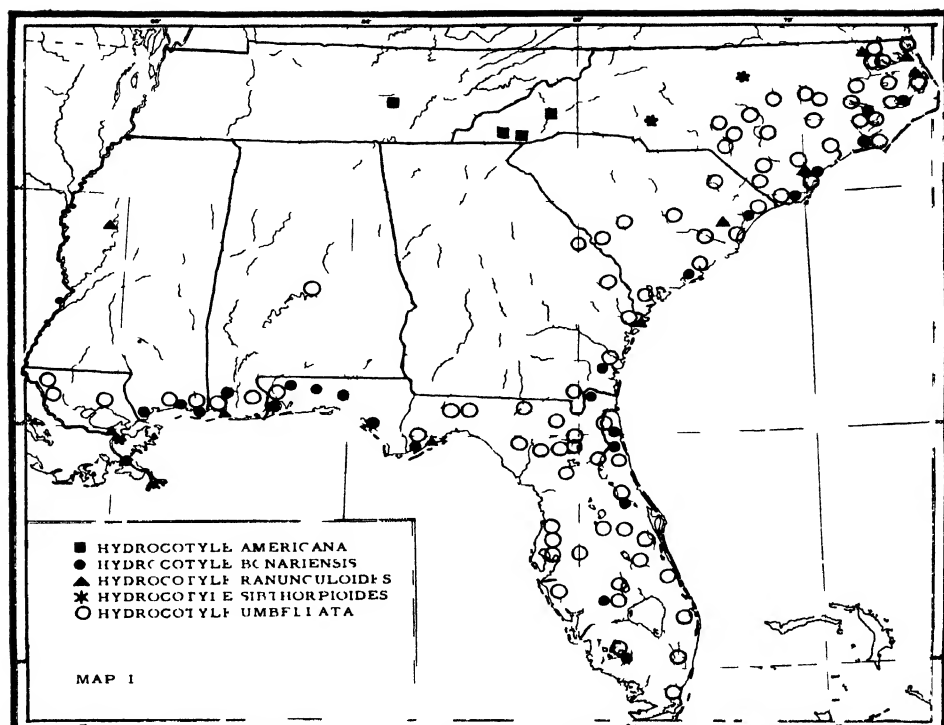 HYDROCOTYLE AMERICANA
HYDROCOTYLE BONARIENSIS
HYDROCOTYLE RANUNCULOIDES
HYDROCOTYLE SIBTHORPIOIDES
HYDROCOTYLE UMBELLATA
MAP I